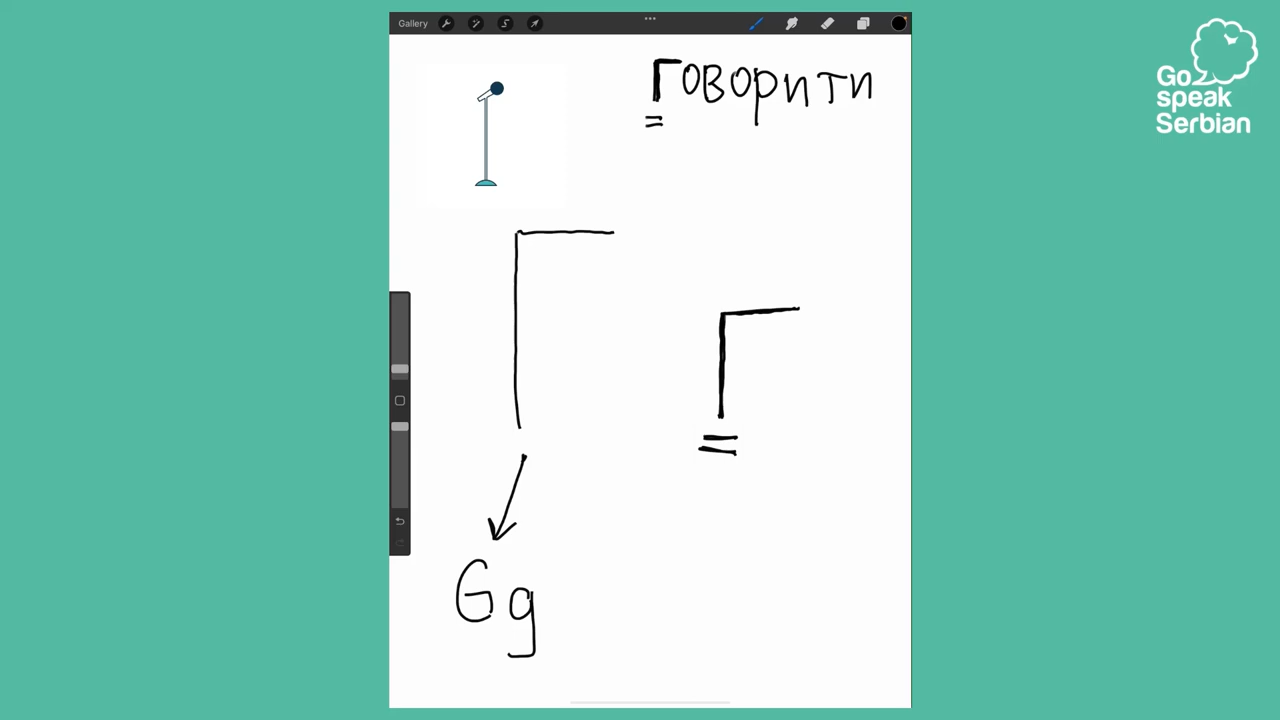 Gallery
Говорити
=
Г
Г
=
Gg
Go
speak
Serbian